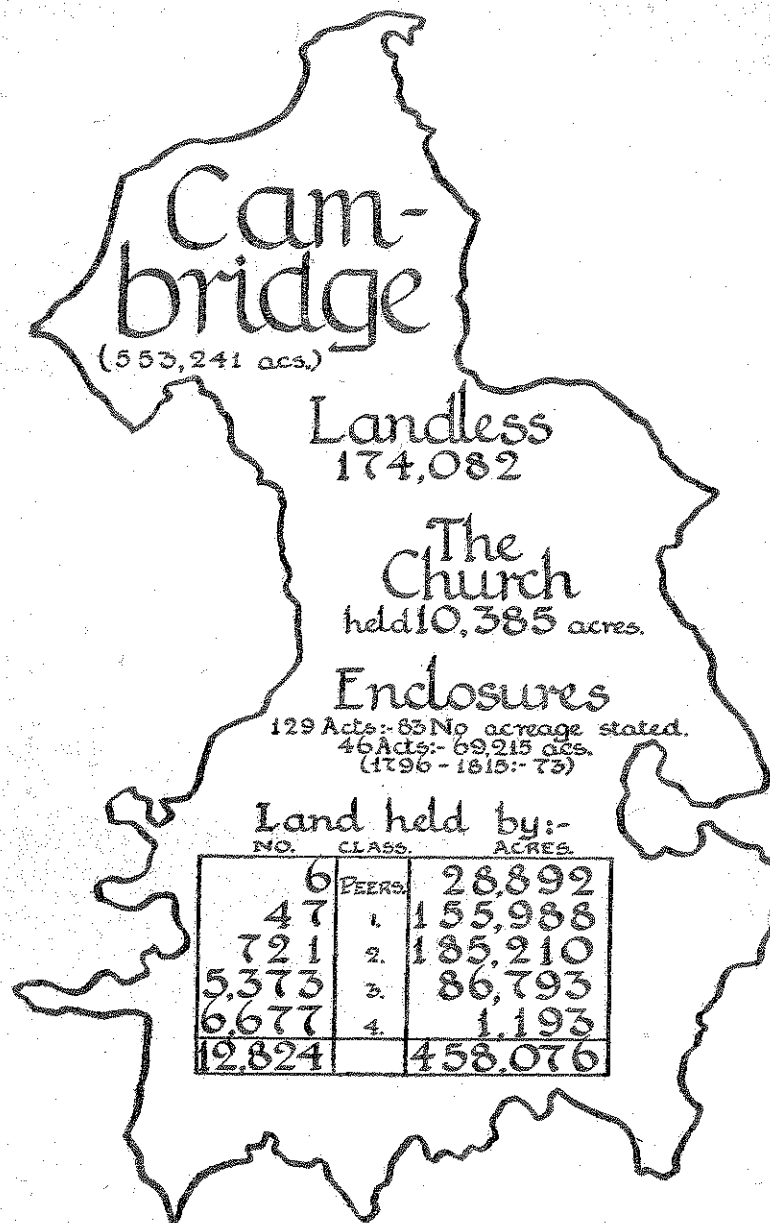 Cam-
bridge
(553,241 acs.)
Landless
174,082
The
Church
held 10,385 acres.
Enclosures
129 Acts:- 83 No acreage stated.
46 Acts:- 69,215 acs.
(1796 - 1815:- 73)
Land held by:-
NO. CLASS. ACRES.
6 PEERS. 28,892
47 1. 155,988
721 2. 185,210
5,373 3. 86,793
6,677 4. 1,193
12,824 458,076